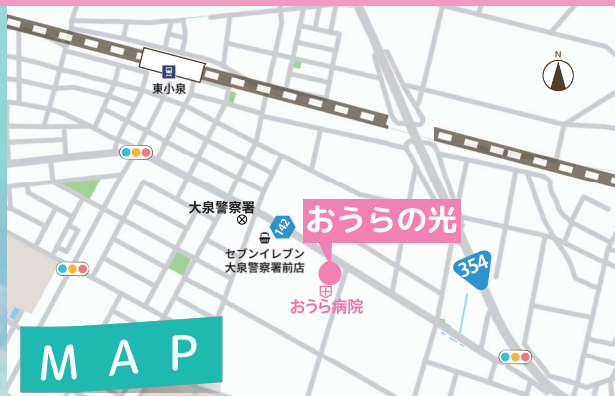 N
東小泉
大泉警察署
142
おうらの光
セブンイレブン
大泉警察署前店
354
おうら病院
MAP